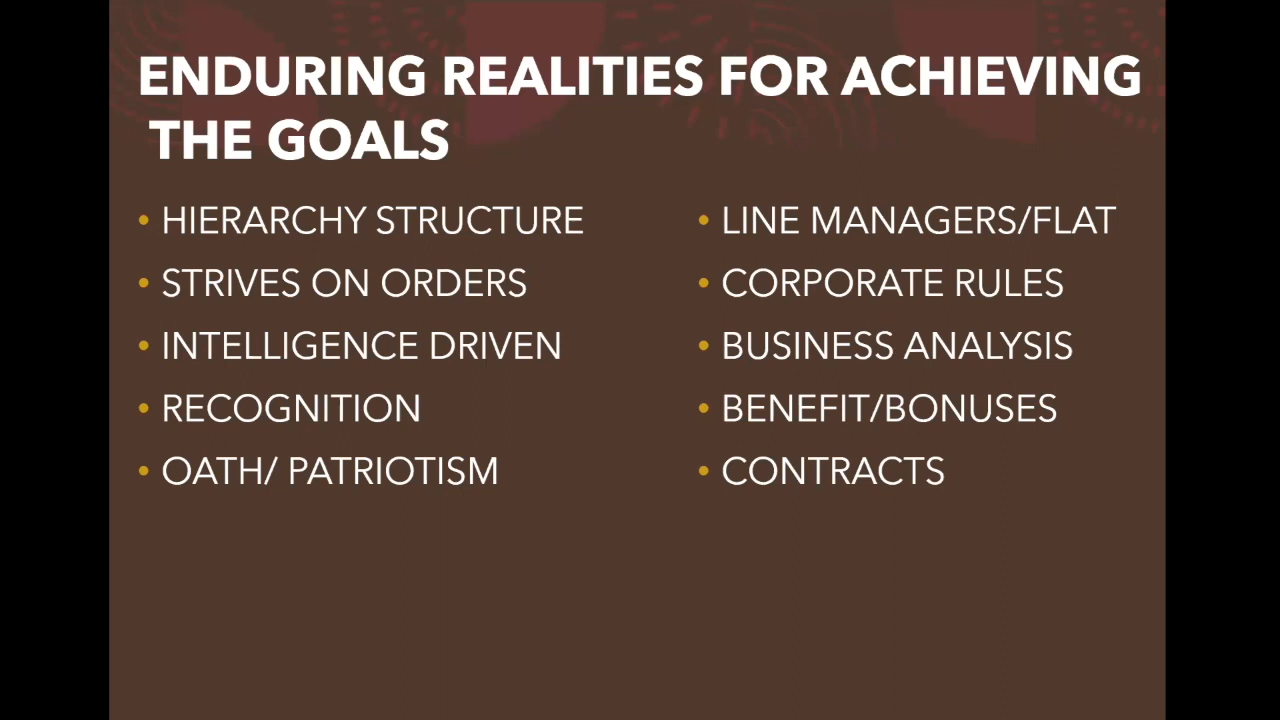 ENDURING REALITIES FOR ACHIEVING
THE GOALS
• HIERARCHY STRUCTURE
• STRIVES ON ORDERS
• INTELLIGENCE DRIVEN
• RECOGNITION
• OATH/ PATRIOTISM
• LINE MANAGERS/FLAT
• CORPORATE RULES
• BUSINESS ANALYSIS
• BENEFIT/BONUSES
• CONTRACTS